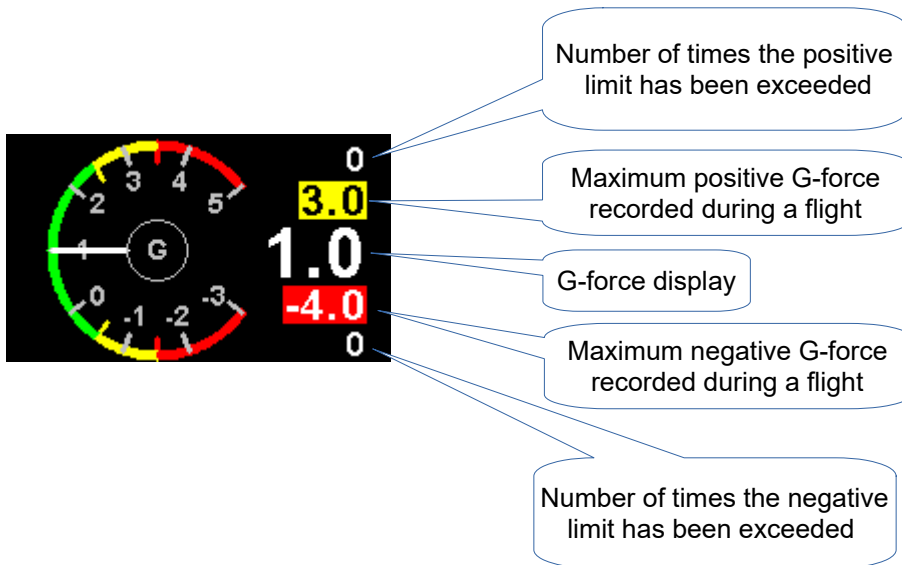 Number of times the positive
limit has been exceeded
0
3
4
2
5
3.0
Maximum positive G-force
recorded during a flight
1
G
1.0
G-force display
0
-1
-2
-3
-4.0
0
Maximum negative G-force
recorded during a flight
Number of times the negative
limit has been exceeded